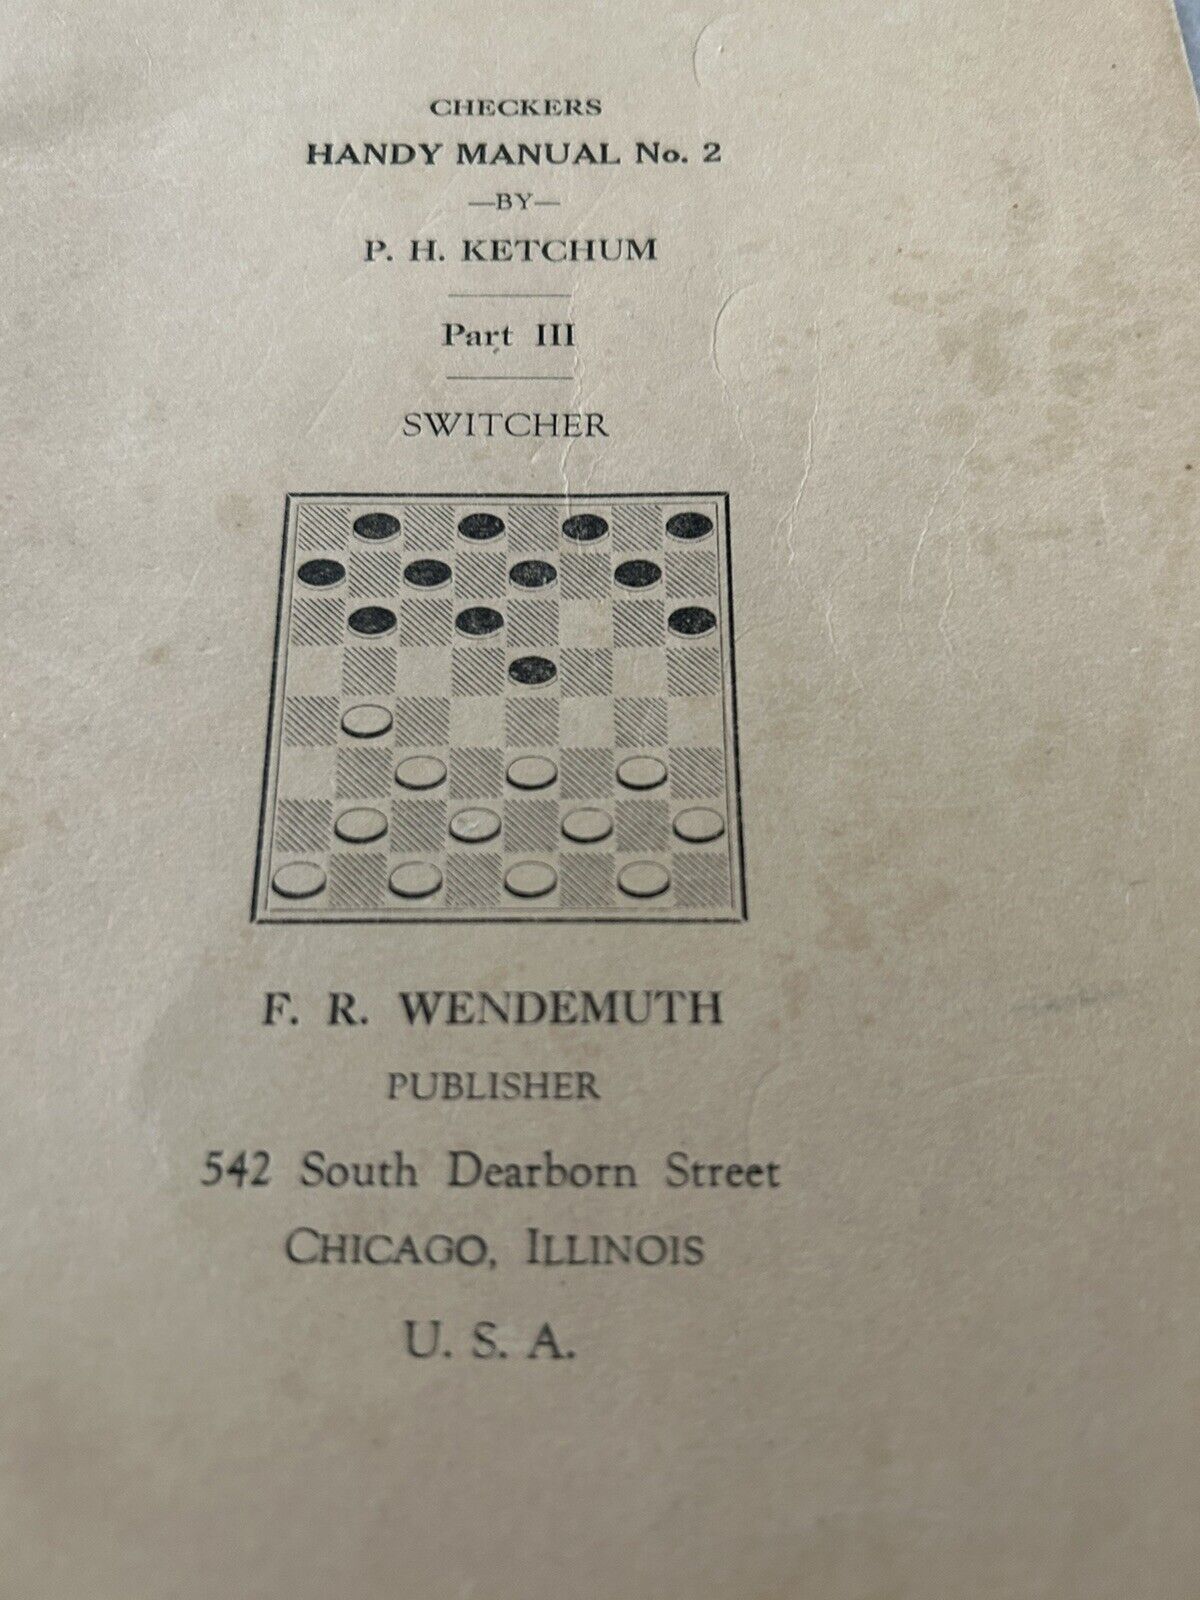 CHECKERS
HANDY MANUAL No. 2
—BY—
P. H. KETCHUM
Part III
SWITCHER
F. R. WENDEMUTH
PUBLISHER
542 South Dearborn Street
CHICAGO, ILLINOIS
U. S. A.